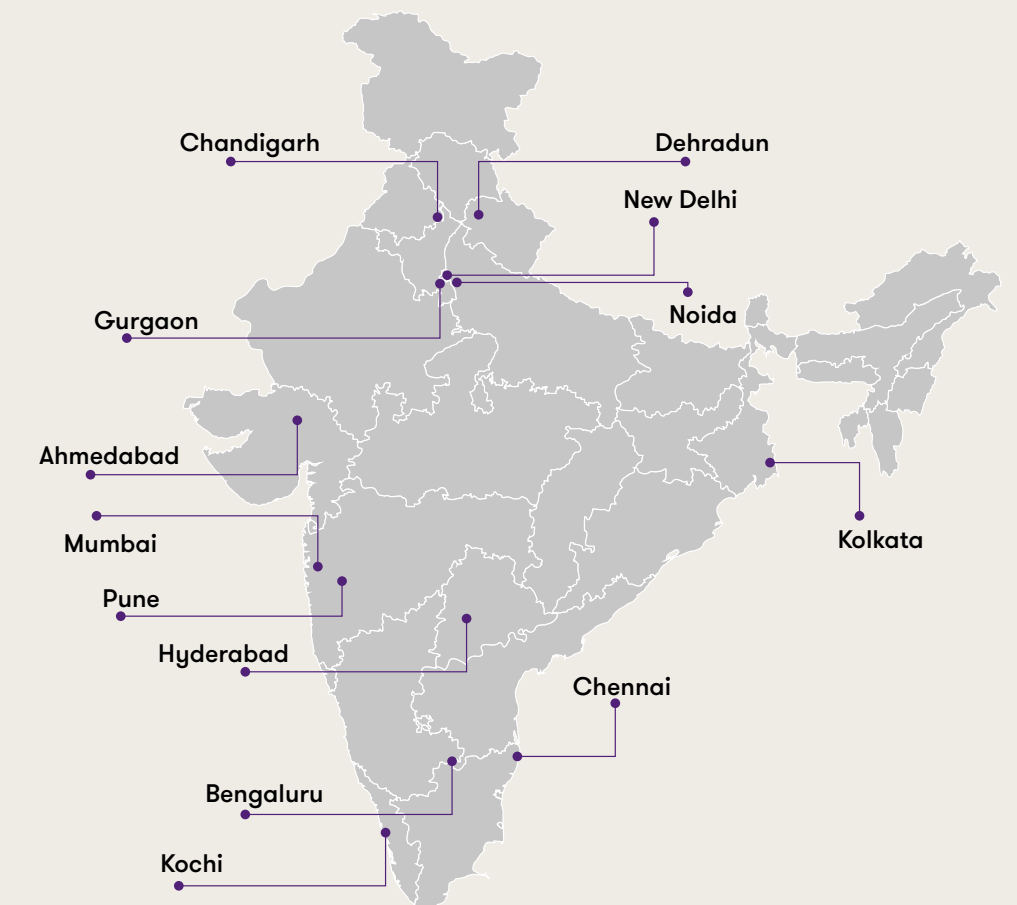 Chandigarh
Dehradun
New Delhi
Noida
Gurgaon
Ahmedabad
Mumbai
Kolkata
Pune
Hyderabad
Chennai
Bengaluru
Kochi